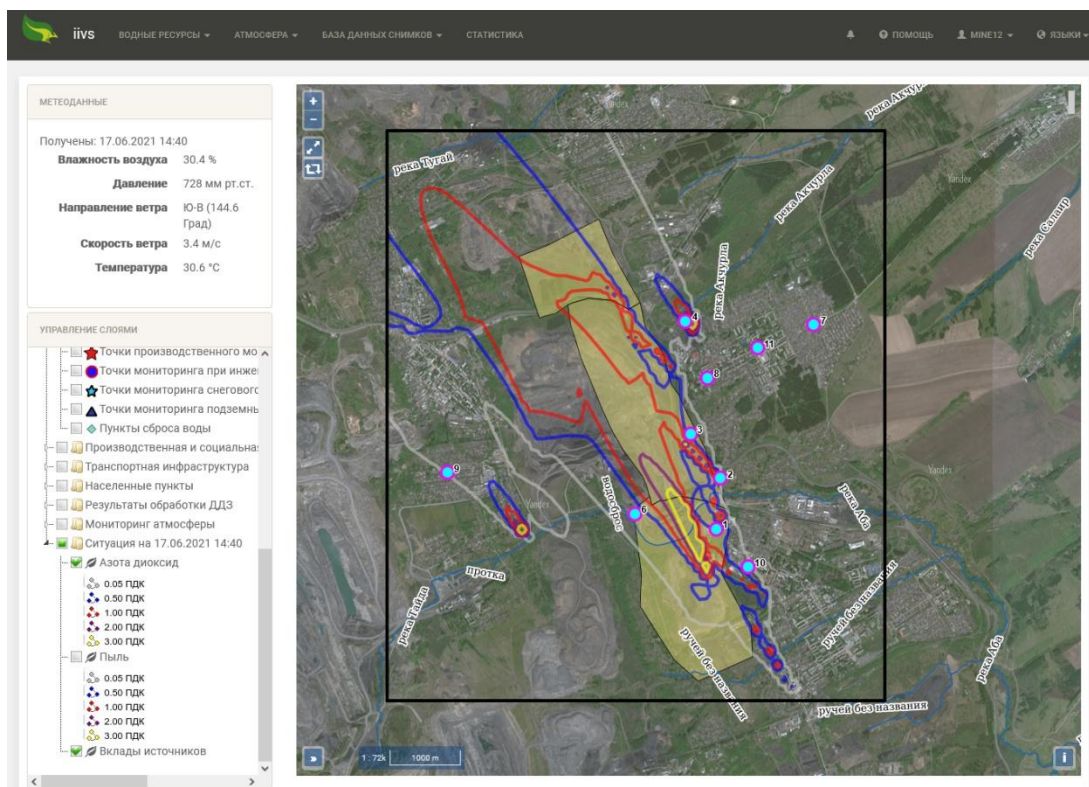 iivs ВОДНЫЕ РЕСУРСЫ АТМОСФЕРА БАЗА ДАННЫХ СНИМКОВ СТАТИСТИКА ПОМОЩЬ MINE12 ЯЗЫКИ
МЕТЕОДАННЫЕ
Получены: 17.06.2021 14:40
Влажность воздуха 30.4 %
Давление 728 мм рт.ст.
Направление ветра Ю-В (144.6
Град)
Скорость ветра 3.4 м/с
Температура 30.6 °C
УПРАВЛЕНИЕ СЛОЯМИ
Точки производственного мо
Точки мониторинга при инже
Точки мониторинга снегового
Точки мониторинга подземнь
Пункты сброса воды
Производственная и социальна
Транспортная инфраструктура
Населенные пункты
Результаты обработки ДДЗ
Мониторинг атмосферы
Ситуация на 17.06.2021 14:40
Азота диоксид
0.05 ПДК
0.50 ПДК
1.00 ПДК
2.00 ПДК
3.00 ПДК
Пыль
0.05 ПДК
0.50 ПДК
1.00 ПДК
2.00 ПДК
3.00 ПДК
Вклады источников
+
−
река Акчур
Yandex
река Тугай
река Акчурла
Yandex
река Салаир
река Акчурла
4
7
11
8
3
9
2
Yandex
Yandex
водосброс
6
1
река Аба
10
протка
река Тайда
ручей без названия
ручей без названия
река Аба
ручей без названия
»
1 : 72k
1000 m
i